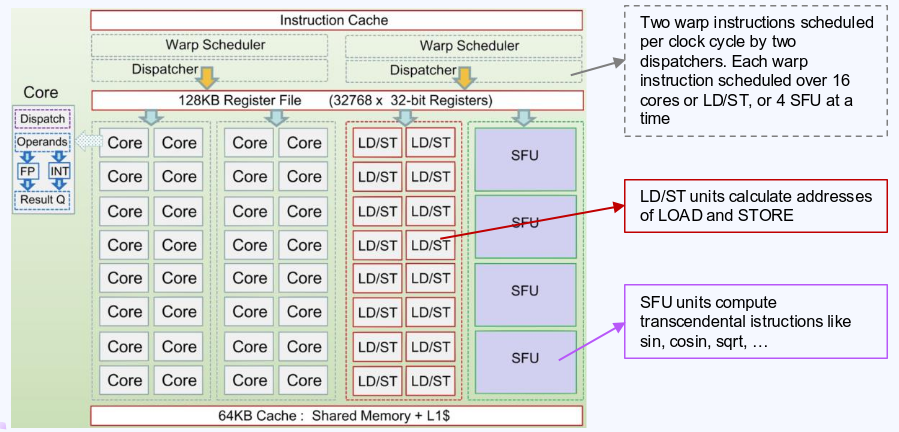 Instruction Cache
Warp Scheduler
Warp Scheduler
Dispatcher
Dispatcher
128KB Register File (32768 x 32-bit Registers)
Core
Dispatch
Operands
FP INT
Result Q
Core Core Core Core LD/ST LD/ST
SFU
Core Core Core Core LD/ST LD/ST
Core Core Core Core LD/ST LD/ST
SFU
Core Core Core Core LD/ST LD/ST
Core Core Core Core LD/ST LD/ST
SFU
Core Core Core Core LD/ST LD/ST
Core Core Core Core LD/ST LD/ST
SFU
Core Core Core Core LD/ST LD/ST
64KB Cache : Shared Memory + L1$
Two warp instructions scheduled
per clock cycle by two
dispatchers. Each warp
instruction scheduled over 16
cores or LD/ST, or 4 SFU at a
time
LD/ST units calculate addresses
of LOAD and STORE
SFU units compute
transcendental istructions like
sin, cosin, sqrt, …